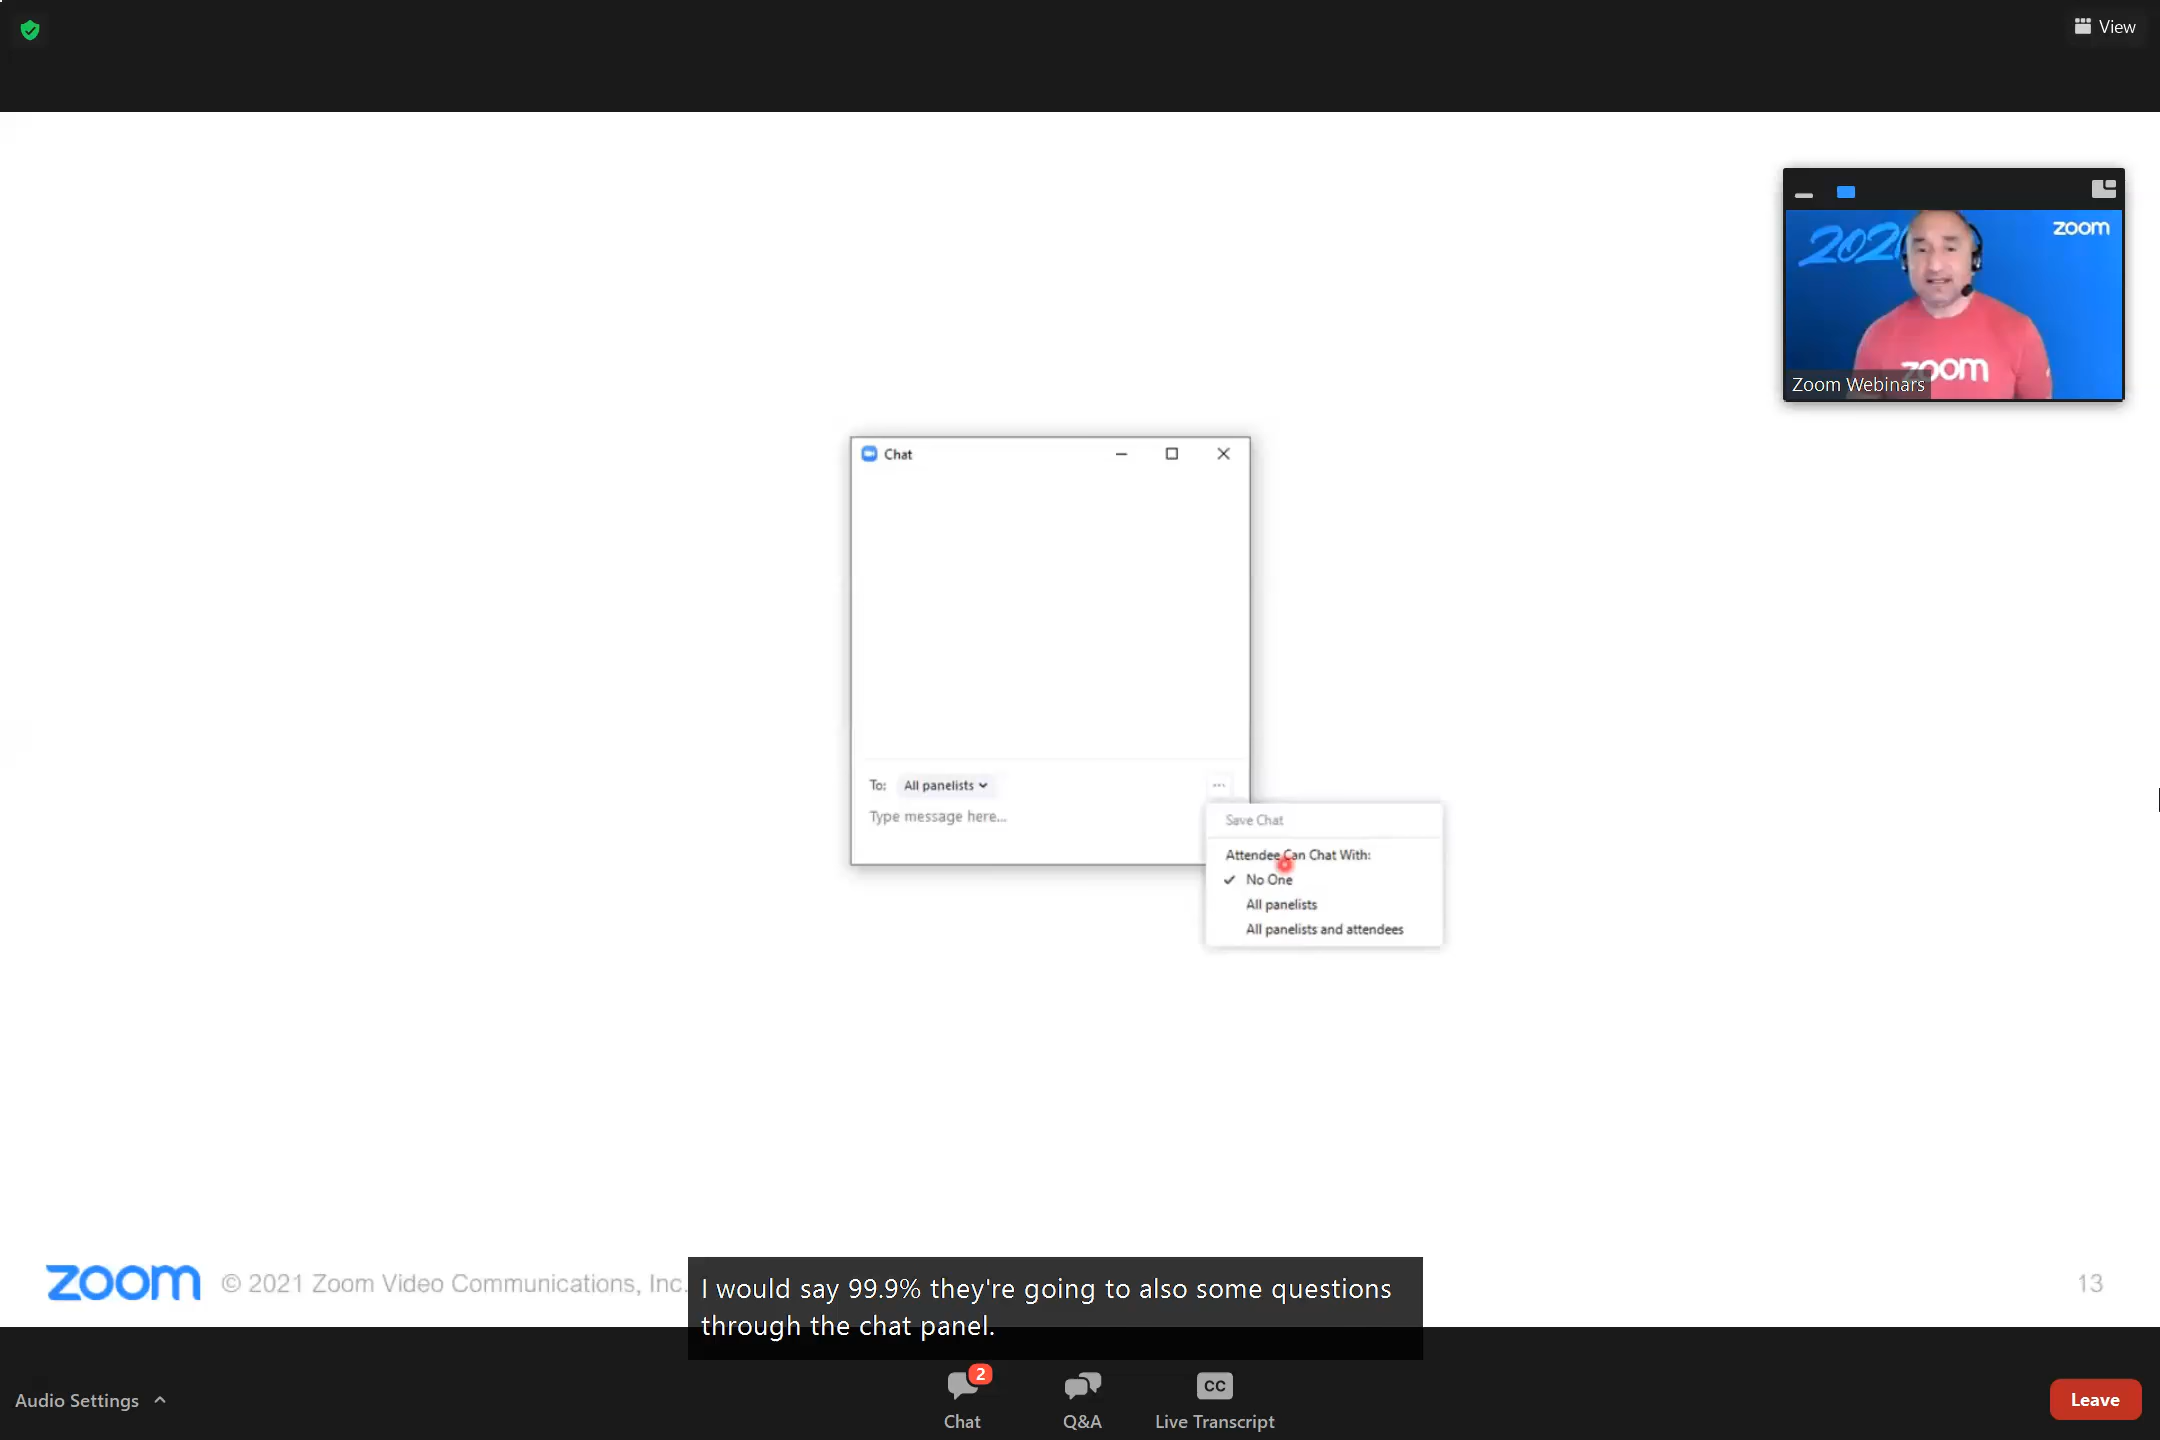 View
2021
zoom
zoom
Zoom Webinars
Chat
To: All panelists
Type message here...
Save Chat
Attendee Can Chat With:
No One
All panelists
All panelists and attendees
zoom © 2021 Zoom Video Communications, Inc.
13
I would say 99.9% they're going to also some questions
through the chat panel.
Audio Settings
2
Chat
Q&A
CC
Live Transcript
Leave